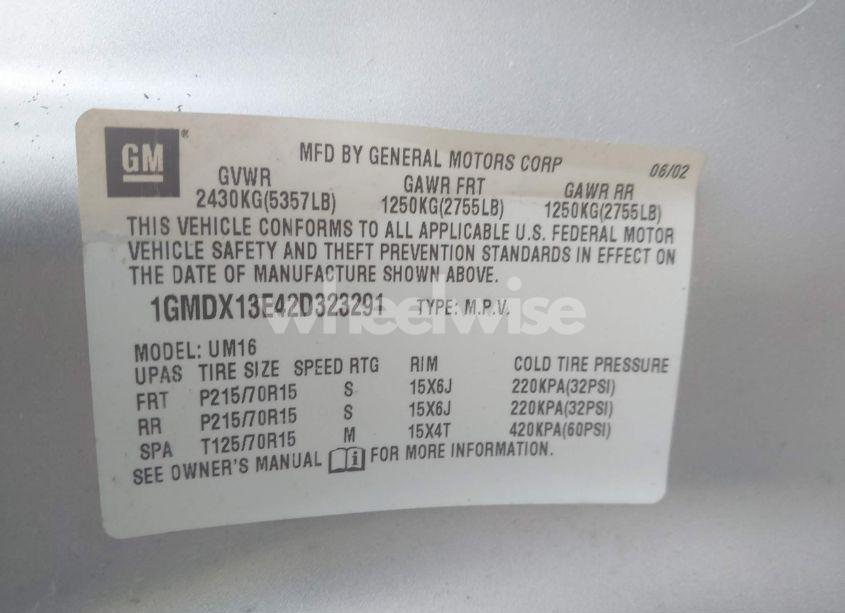 GM®
MFD BY GENERAL MOTORS CORP 06/02
GVWR GAWR FRT GAWR RR
2430KG(5357LB) 1250KG(2755LB) 1250KG(2755LB)
THIS VEHICLE CONFORMS TO ALL APPLICABLE U.S. FEDERAL MOTOR
VEHICLE SAFETY AND THEFT PREVENTION STANDARDS IN EFFECT ON
THE DATE OF MANUFACTURE SHOWN ABOVE.
1GMDX13E42D323291 TYPE: M.P.V.
wheelwise
MODEL: UM16
UPAS TIRE SIZE SPEED RTG RIM COLD TIRE PRESSURE
FRT P215/70R15 S 15X6J 220KPA(32PSI)
RR P215/70R15 S 15X6J 220KPA(32PSI)
SPA T125/70R15 M 15X4T 420KPA(60PSI)
SEE OWNER'S MANUAL i FOR MORE INFORMATION.